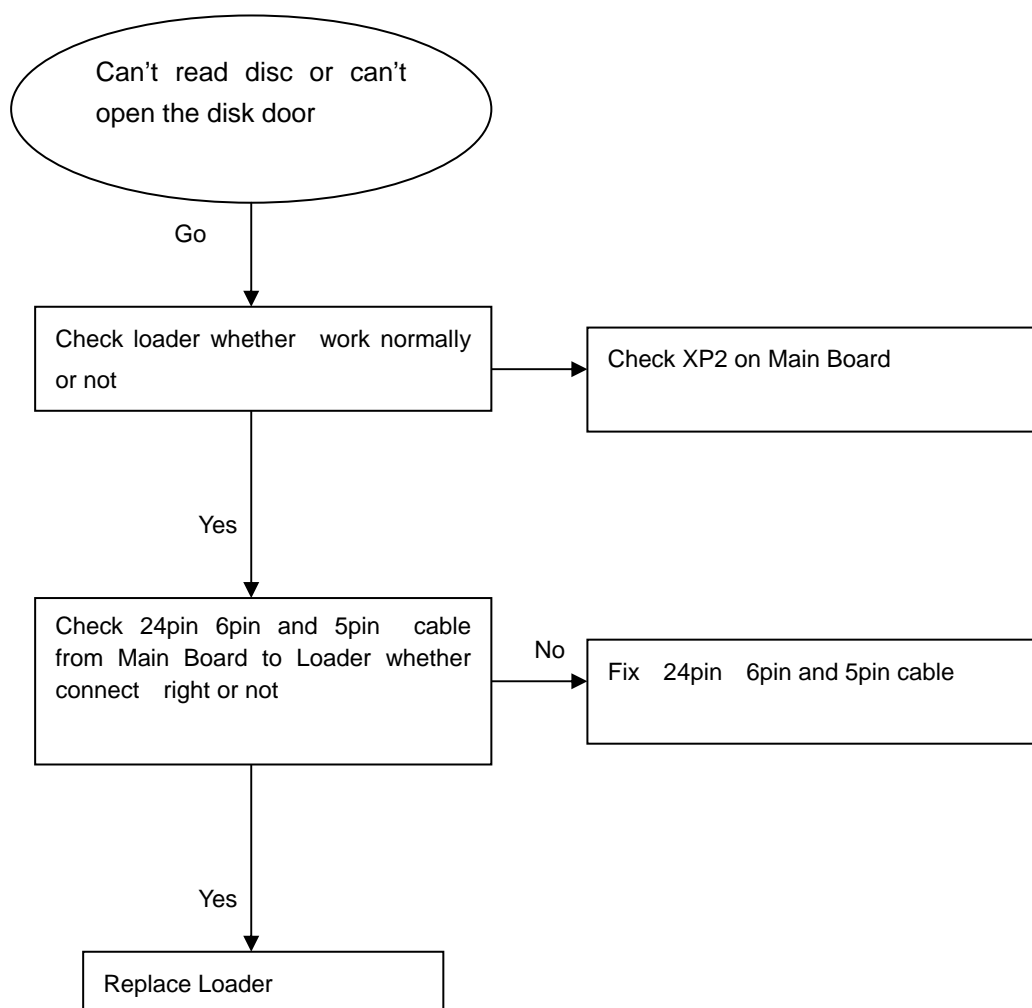 Can't read disc or can't
open the disk door
Go
Check loader whether work normally
or not
Check XP2 on Main Board
Yes
Check 24pin 6pin and 5pin cable
from Main Board to Loader whether
connect right or not
No
Fix 24pin 6pin and 5pin cable
Yes
Replace Loader